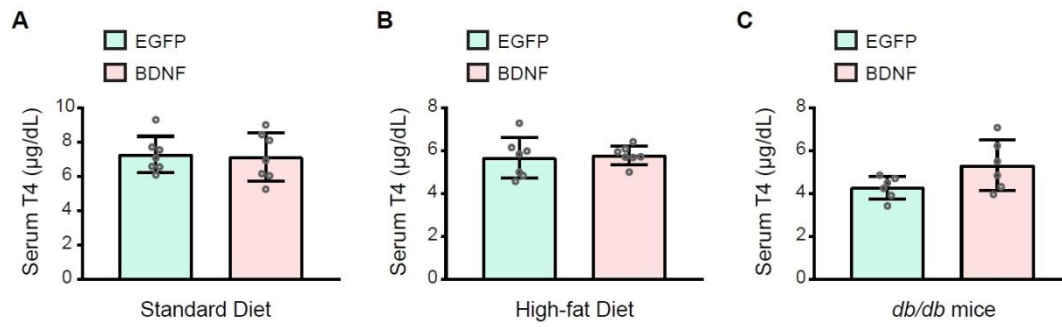 A
EGFP
BDNF
Serum T4 (µg/dL)
10
8
6
4
2
0
Standard Diet
B
EGFP
BDNF
Serum T4 (µg/dL)
8
6
4
2
0
High-fat Diet
C
EGFP
BDNF
Serum T4 (µg/dL)
8
6
4
2
0
db/db mice